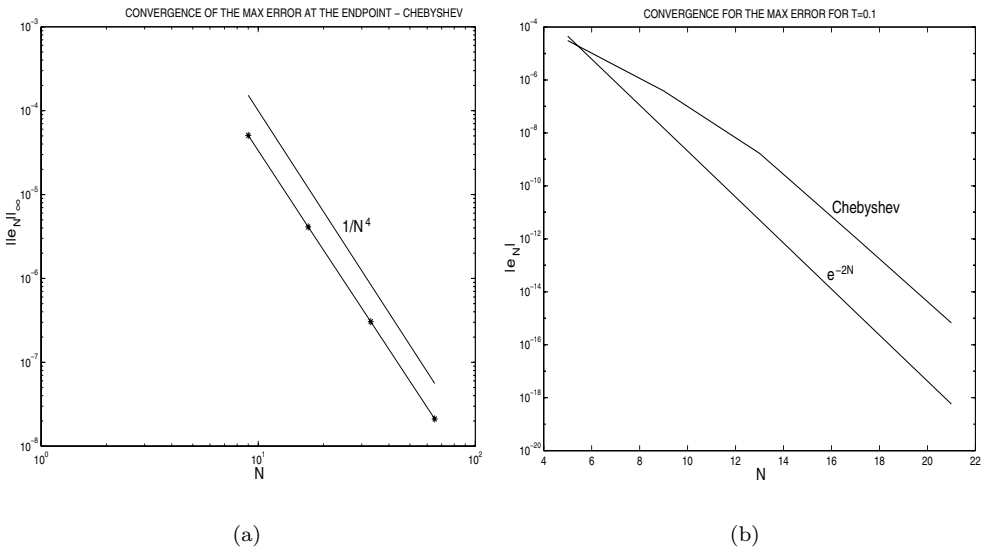 CONVERGENCE OF THE MAX ERROR AT THE ENDPOINT – CHEBYSHEV
10^−3
10^−4
10^−5
10^−6
10^−7
10^−8
||e_N||_∞
1/N^4
10^0
10^1
10^2
N
(a)
CONVERGENCE FOR THE MAX ERROR FOR T=0.1
10^−4
10^−6
10^−8
10^−10
10^−12
10^−14
10^−16
10^−18
10^−20
|e_N|
Chebyshev
e^−2N
4 6 8 10 12 14 16 18 20 22
N
(b)